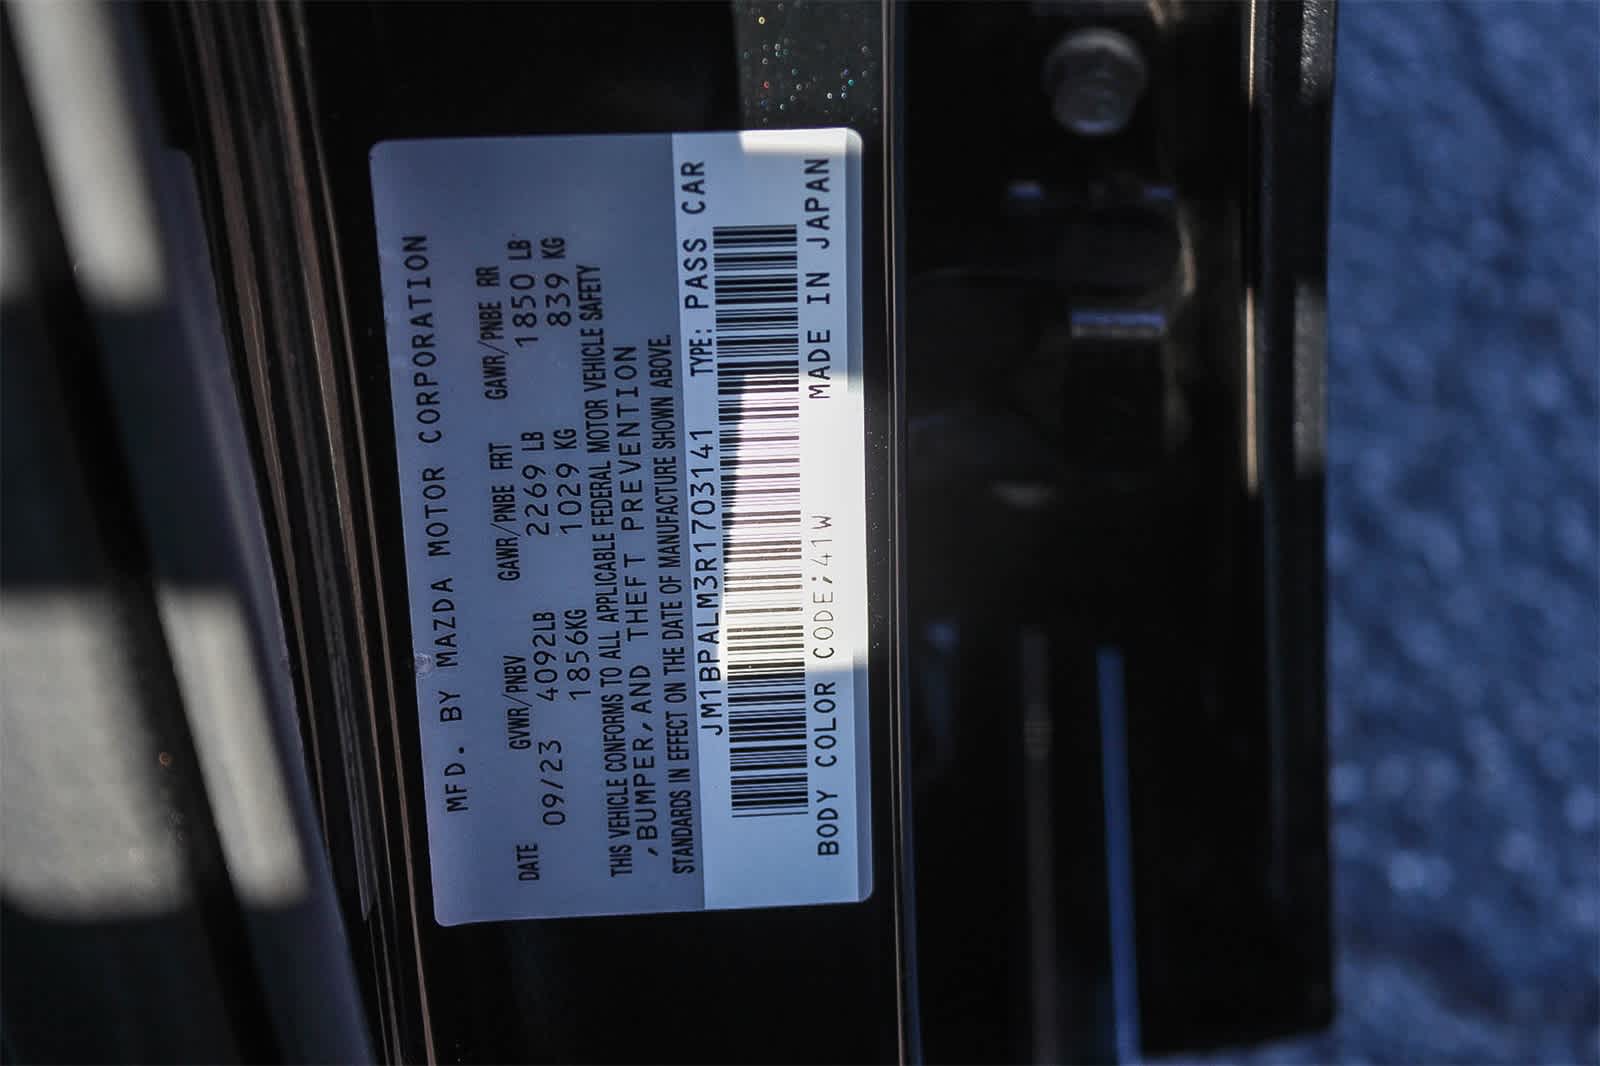 MFD. BY MAZDA MOTOR CORPORATION
DATE GVWR/PNBV GAWR/PNBE FRT GAWR/PNBE RR
09/23 4092LB 2269 LB 1850 LB
1856KG 1029 KG 839 KG
THIS VEHICLE CONFORMS TO ALL APPLICABLE FEDERAL MOTOR VEHICLE SAFETY
,BUMPER,AND THEFT PREVENTION
STANDARDS IN EFFECT ON THE DATE OF MANUFACTURE SHOWN ABOVE.
JM1BPALM3R1703141 TYPE: PASS CAR
BODY COLOR CODE;41W MADE IN JAPAN